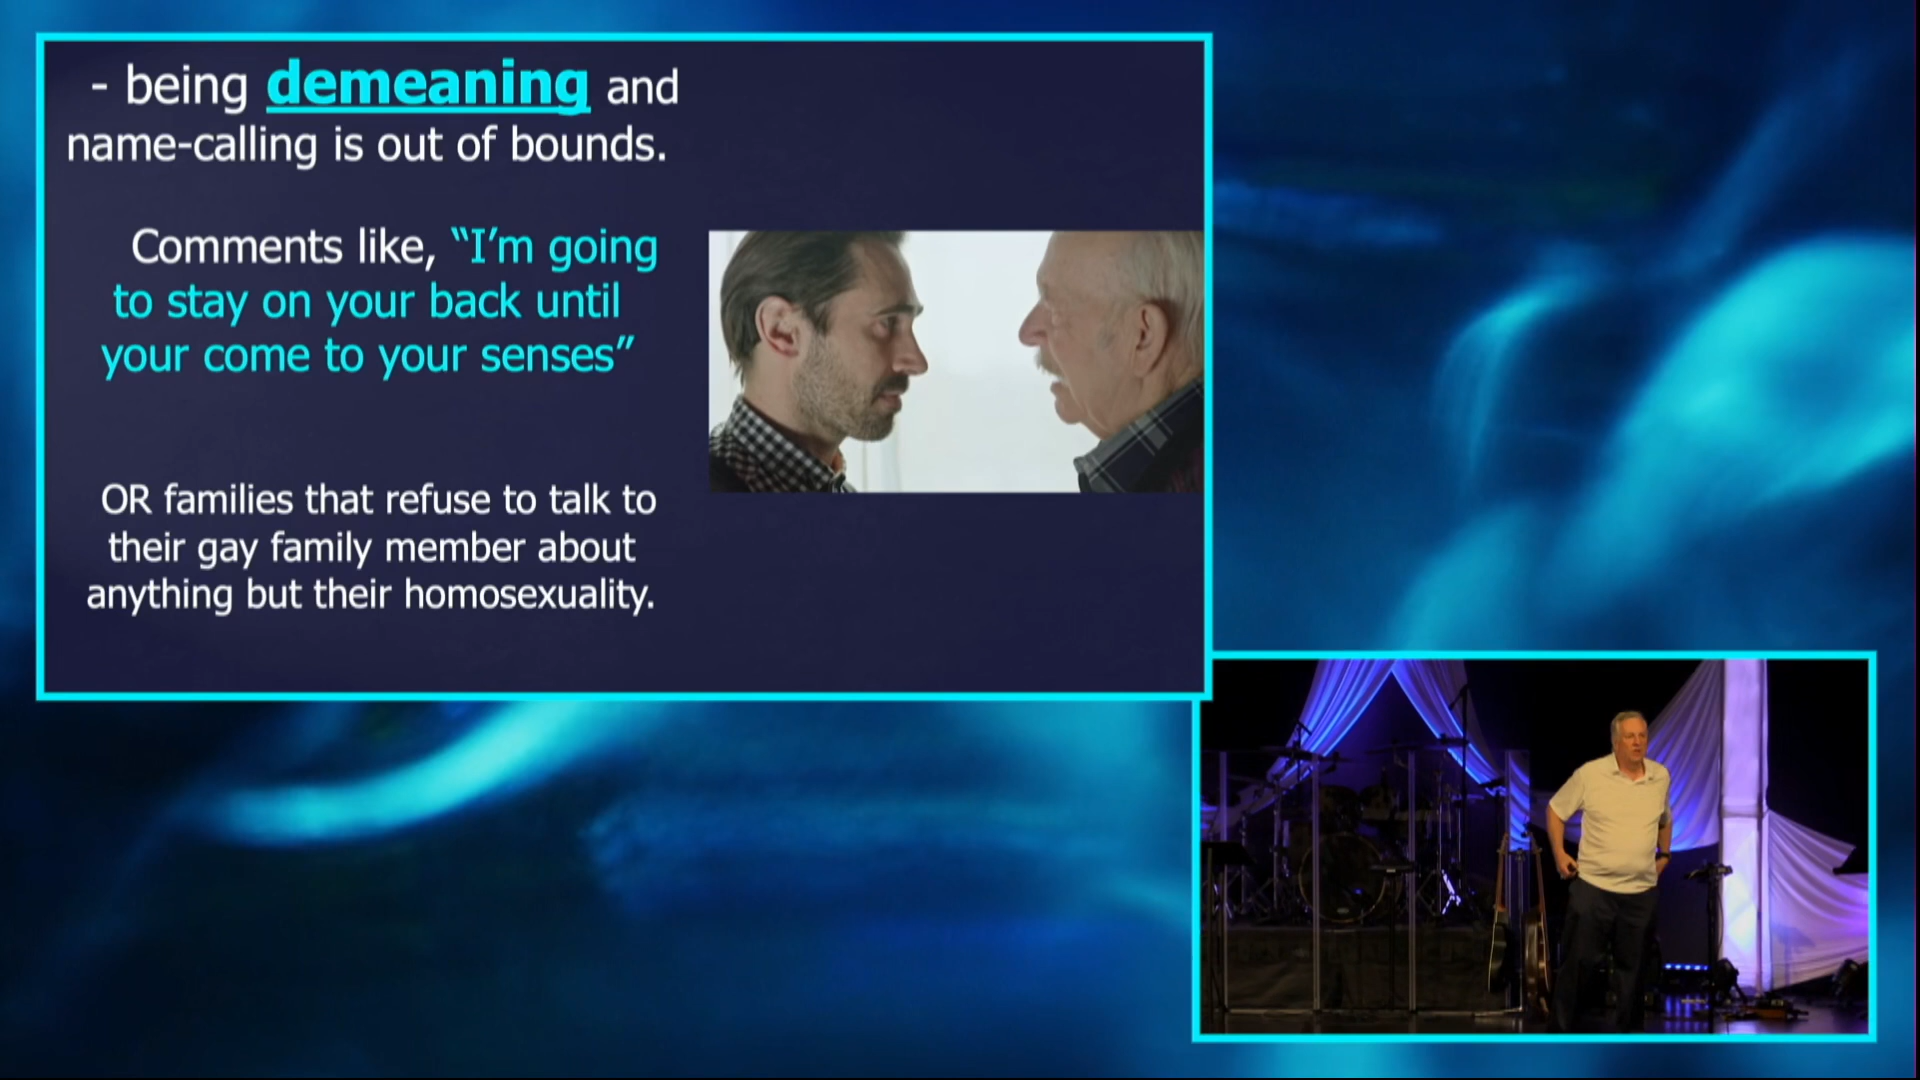 - being demeaning and
name-calling is out of bounds.
Comments like, “I’m going
to stay on your back until
your come to your senses”
OR families that refuse to talk to
their gay family member about
anything but their homosexuality.